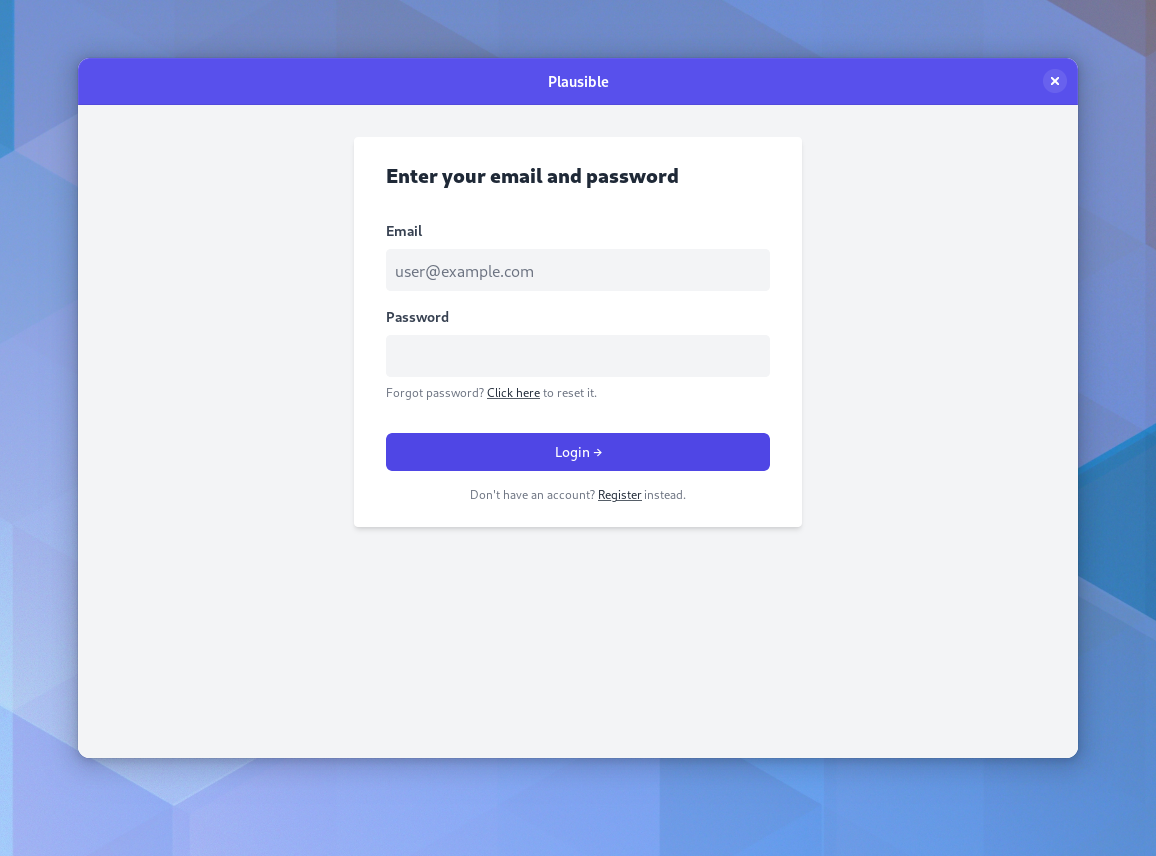 Plausible
Enter your email and password
Email
user@example.com
Password
Forgot password? Click here to reset it.
Login →
Don't have an account? Register instead.